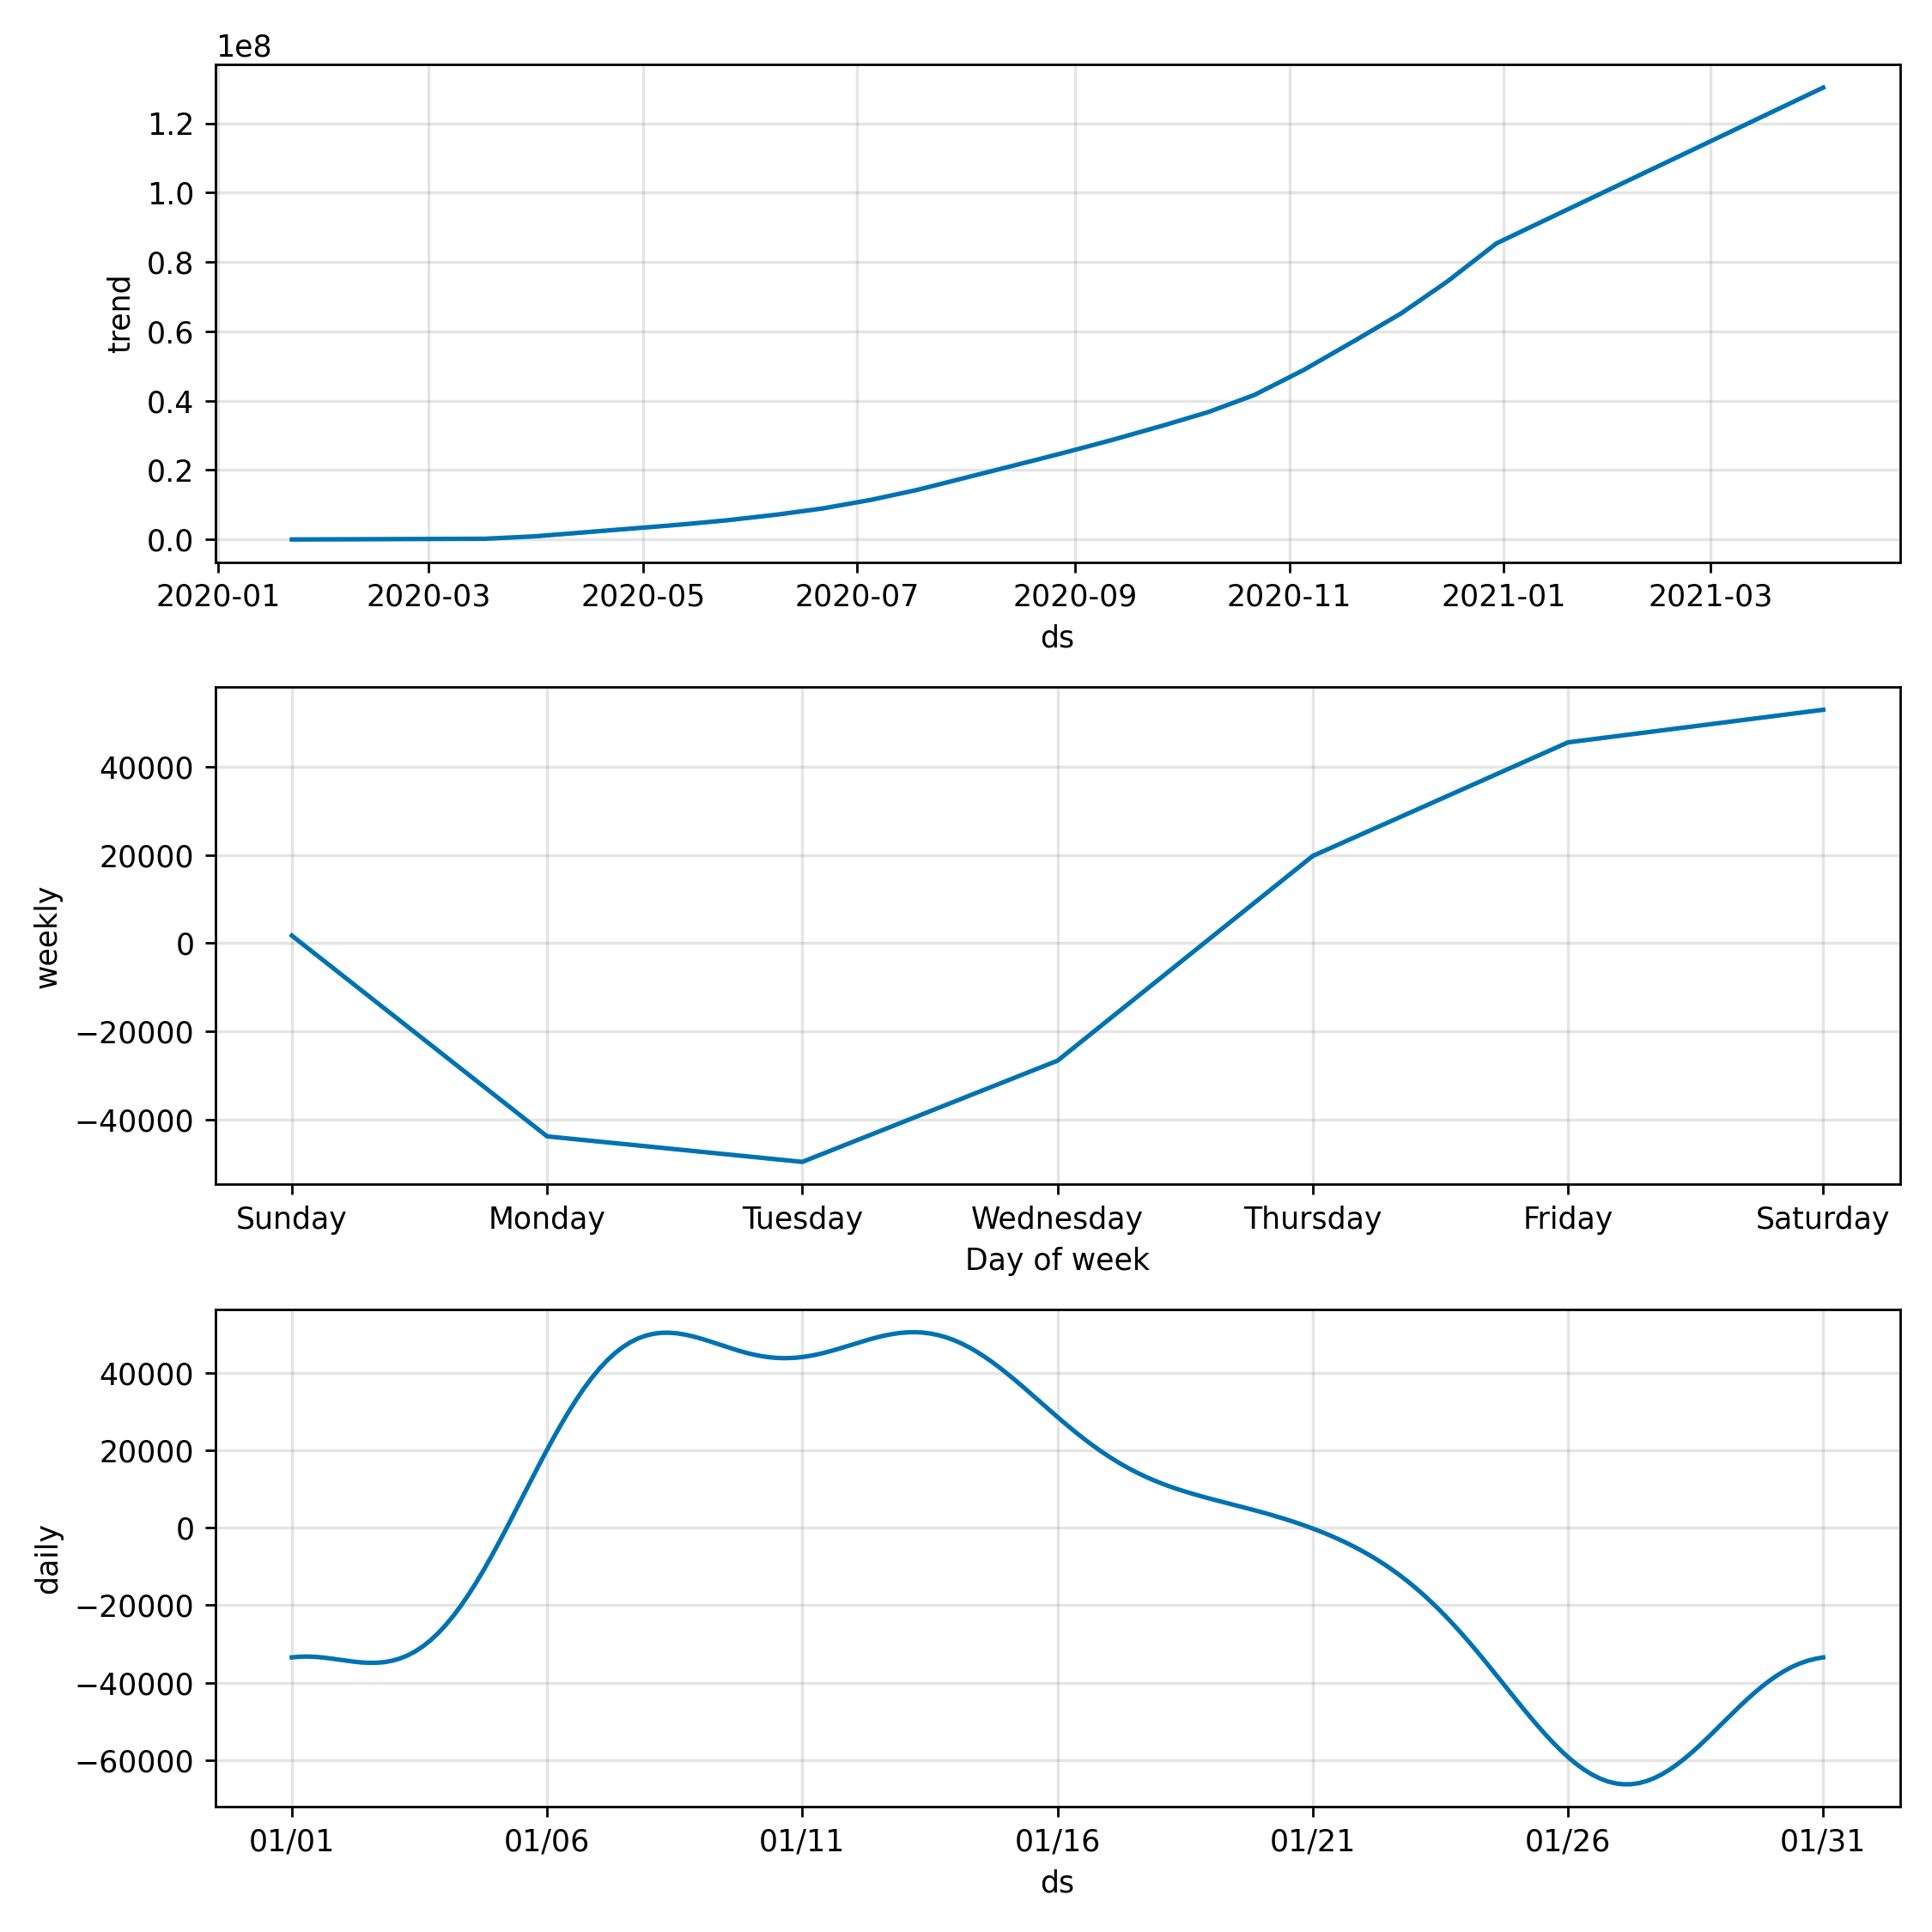 1e8
1.2
1.0
0.8
0.6
0.4
0.2
0.0
trend
2020-01 2020-03 2020-05 2020-07 2020-09 2020-11 2021-01 2021-03
ds
40000
20000
0
−20000
−40000
weekly
Sunday Monday Tuesday Wednesday Thursday Friday Saturday
Day of week
40000
20000
0
−20000
−40000
−60000
daily
01/01 01/06 01/11 01/16 01/21 01/26 01/31
ds